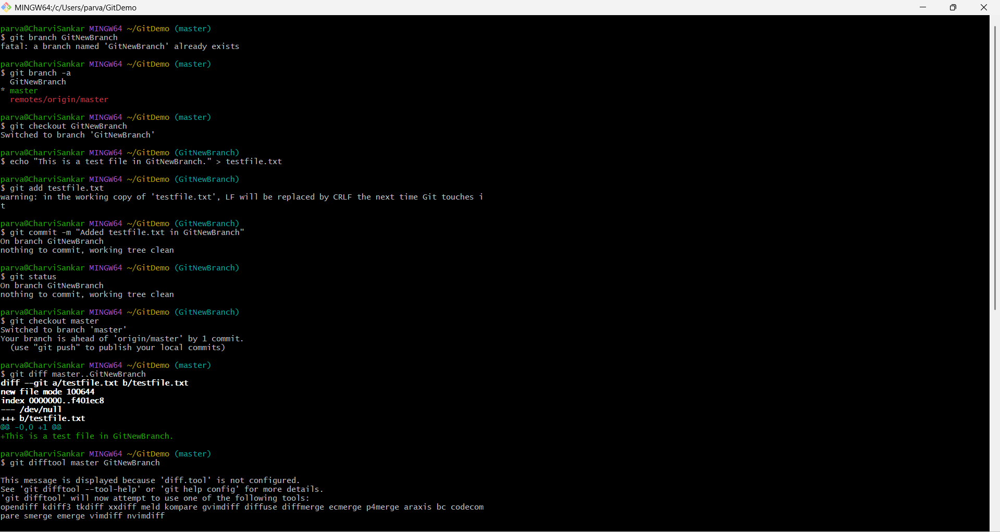 MINGW64:/c/Users/parva/GitDemo
parva@CharviSankar MINGW64 ~/GitDemo (master)
$ git branch GitNewBranch
fatal: a branch named 'GitNewBranch' already exists
parva@CharviSankar MINGW64 ~/GitDemo (master)
$ git branch -a
  GitNewBranch
* master
  remotes/origin/master
parva@CharviSankar MINGW64 ~/GitDemo (master)
$ git checkout GitNewBranch
Switched to branch 'GitNewBranch'
parva@CharviSankar MINGW64 ~/GitDemo (GitNewBranch)
$ echo "This is a test file in GitNewBranch." > testfile.txt
parva@CharviSankar MINGW64 ~/GitDemo (GitNewBranch)
$ git add testfile.txt
warning: in the working copy of 'testfile.txt', LF will be replaced by CRLF the next time Git touches i
t
parva@CharviSankar MINGW64 ~/GitDemo (GitNewBranch)
$ git commit -m "Added testfile.txt in GitNewBranch"
On branch GitNewBranch
nothing to commit, working tree clean
parva@CharviSankar MINGW64 ~/GitDemo (GitNewBranch)
$ git status
On branch GitNewBranch
nothing to commit, working tree clean
parva@CharviSankar MINGW64 ~/GitDemo (GitNewBranch)
$ git checkout master
Switched to branch 'master'
Your branch is ahead of 'origin/master' by 1 commit.
  (use "git push" to publish your local commits)
parva@CharviSankar MINGW64 ~/GitDemo (master)
$ git diff master..GitNewBranch
diff --git a/testfile.txt b/testfile.txt
new file mode 100644
index 0000000..f401ec8
--- /dev/null
+++ b/testfile.txt
@@ -0,0 +1 @@
+This is a test file in GitNewBranch.
parva@CharviSankar MINGW64 ~/GitDemo (master)
$ git difftool master GitNewBranch
This message is displayed because 'diff.tool' is not configured.
See 'git difftool --tool-help' or 'git help config' for more details.
'git difftool' will now attempt to use one of the following tools:
opendiff kdiff3 tkdiff xxdiff meld kompare gvimdiff diffuse diffmerge ecmerge p4merge araxis bc codecom
pare smerge emerge vimdiff nvimdiff